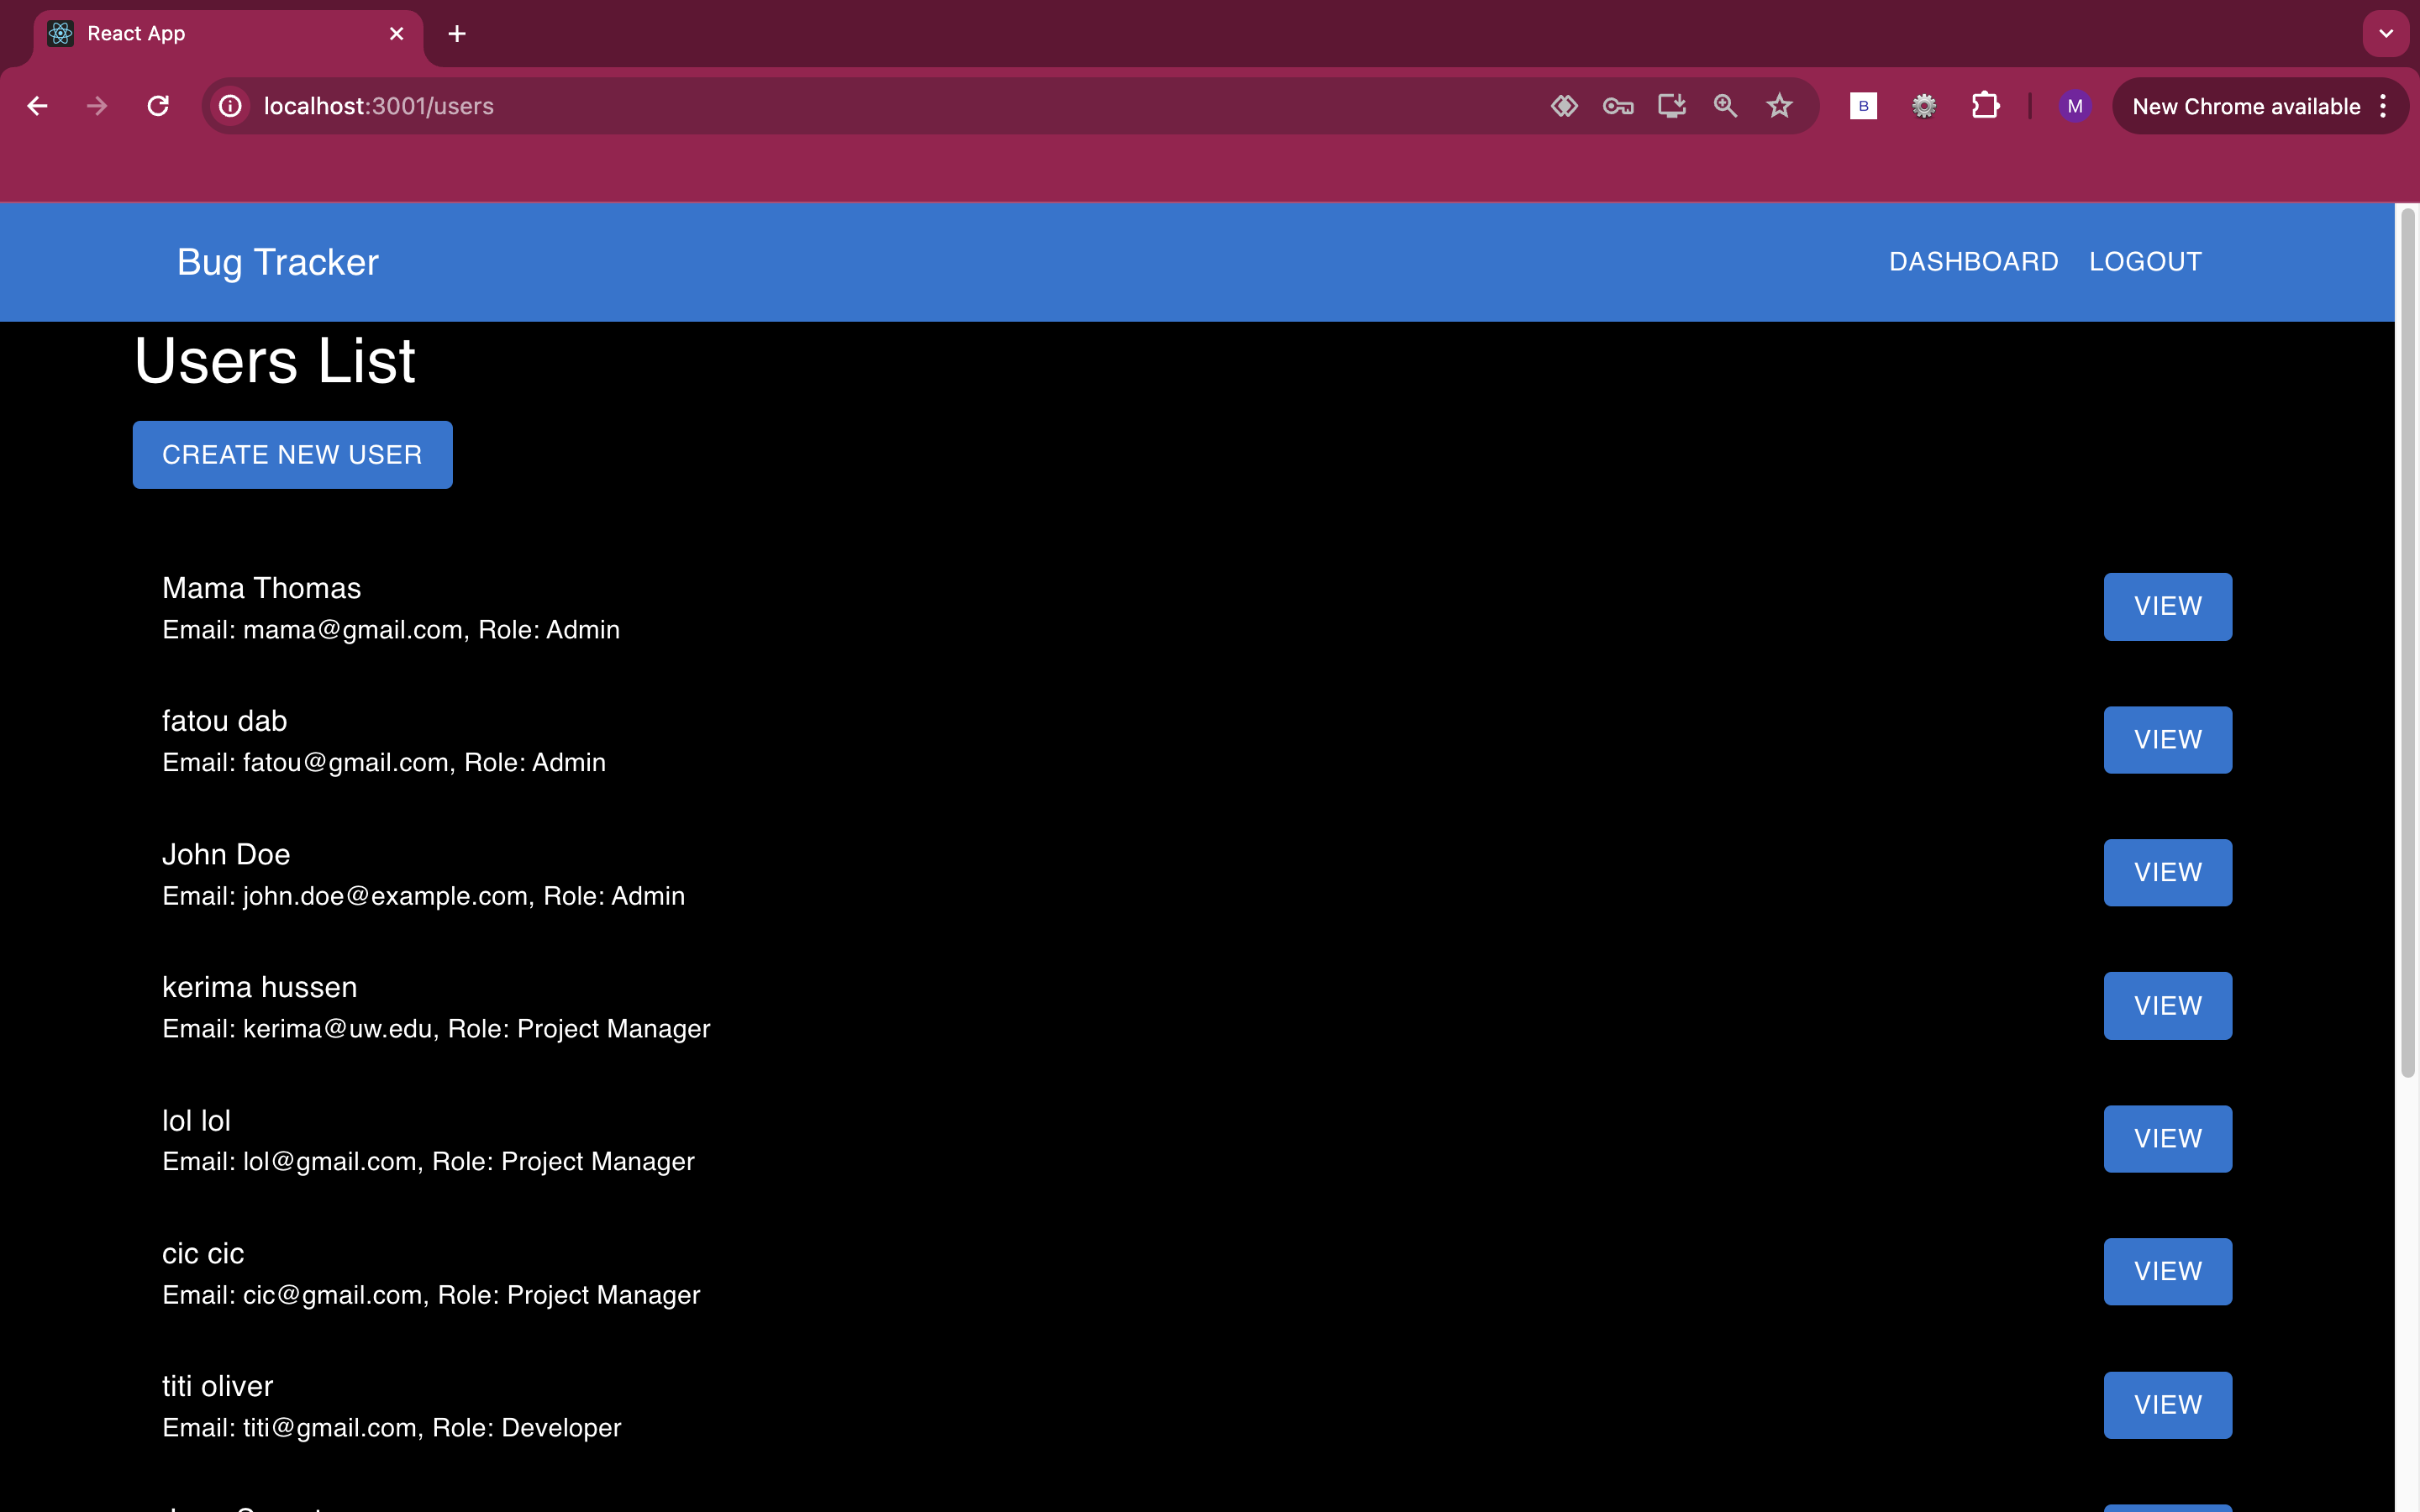 React App
localhost:3001/users
B
M
New Chrome available
Bug Tracker
DASHBOARD LOGOUT
Users List
CREATE NEW USER
Mama Thomas
Email: mama@gmail.com, Role: Admin
VIEW
fatou dab
Email: fatou@gmail.com, Role: Admin
VIEW
John Doe
Email: john.doe@example.com, Role: Admin
VIEW
kerima hussen
Email: kerima@uw.edu, Role: Project Manager
VIEW
lol lol
Email: lol@gmail.com, Role: Project Manager
VIEW
cic cic
Email: cic@gmail.com, Role: Project Manager
VIEW
titi oliver
Email: titi@gmail.com, Role: Developer
VIEW